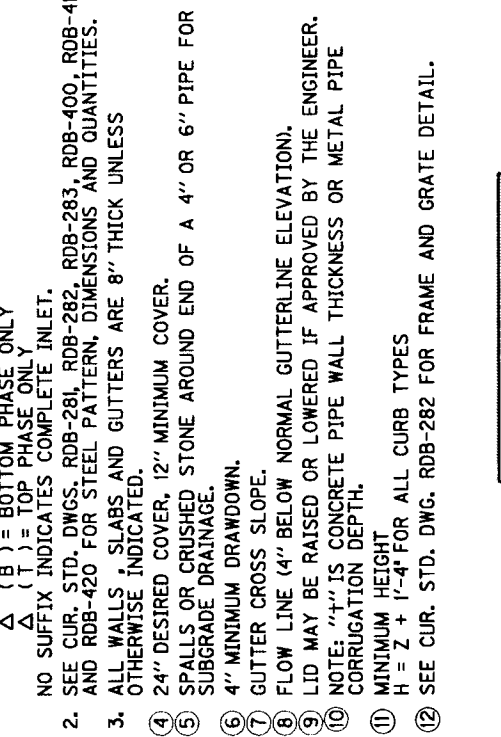 △ ( B ) = BOTTOM PHASE ONLY
△ ( T ) = TOP PHASE ONLY
NO SUFFIX INDICATES COMPLETE INLET.
2. SEE CUR. STD. DWGS. RDB-281, RDB-282, RDB-283, RDB-400, RDB-41
AND RDB-420 FOR STEEL PATTERN, DIMENSIONS AND QUANTITIES.
3. ALL WALLS , SLABS AND GUTTERS ARE 8" THICK UNLESS
OTHERWISE INDICATED.
④ 24" DESIRED COVER, 12" MINIMUM COVER.
⑤ SPALLS OR CRUSHED STONE AROUND END OF A 4" OR 6" PIPE FOR
SUBGRADE DRAINAGE.
⑥ 4" MINIMUM DRAWDOWN.
⑦ GUTTER CROSS SLOPE.
⑧ FLOW LINE (4" BELOW NORMAL GUTTERLINE ELEVATION).
⑨ LID MAY BE RAISED OR LOWERED IF APPROVED BY THE ENGINEER.
⑩ NOTE: "t" IS CONCRETE PIPE WALL THICKNESS OR METAL PIPE
CORRUGATION DEPTH.
⑪ MINIMUM HEIGHT
H = Z + 1'-4" FOR ALL CURB TYPES
⑫ SEE CUR. STD. DWG. RDB-282 FOR FRAME AND GRATE DETAIL.